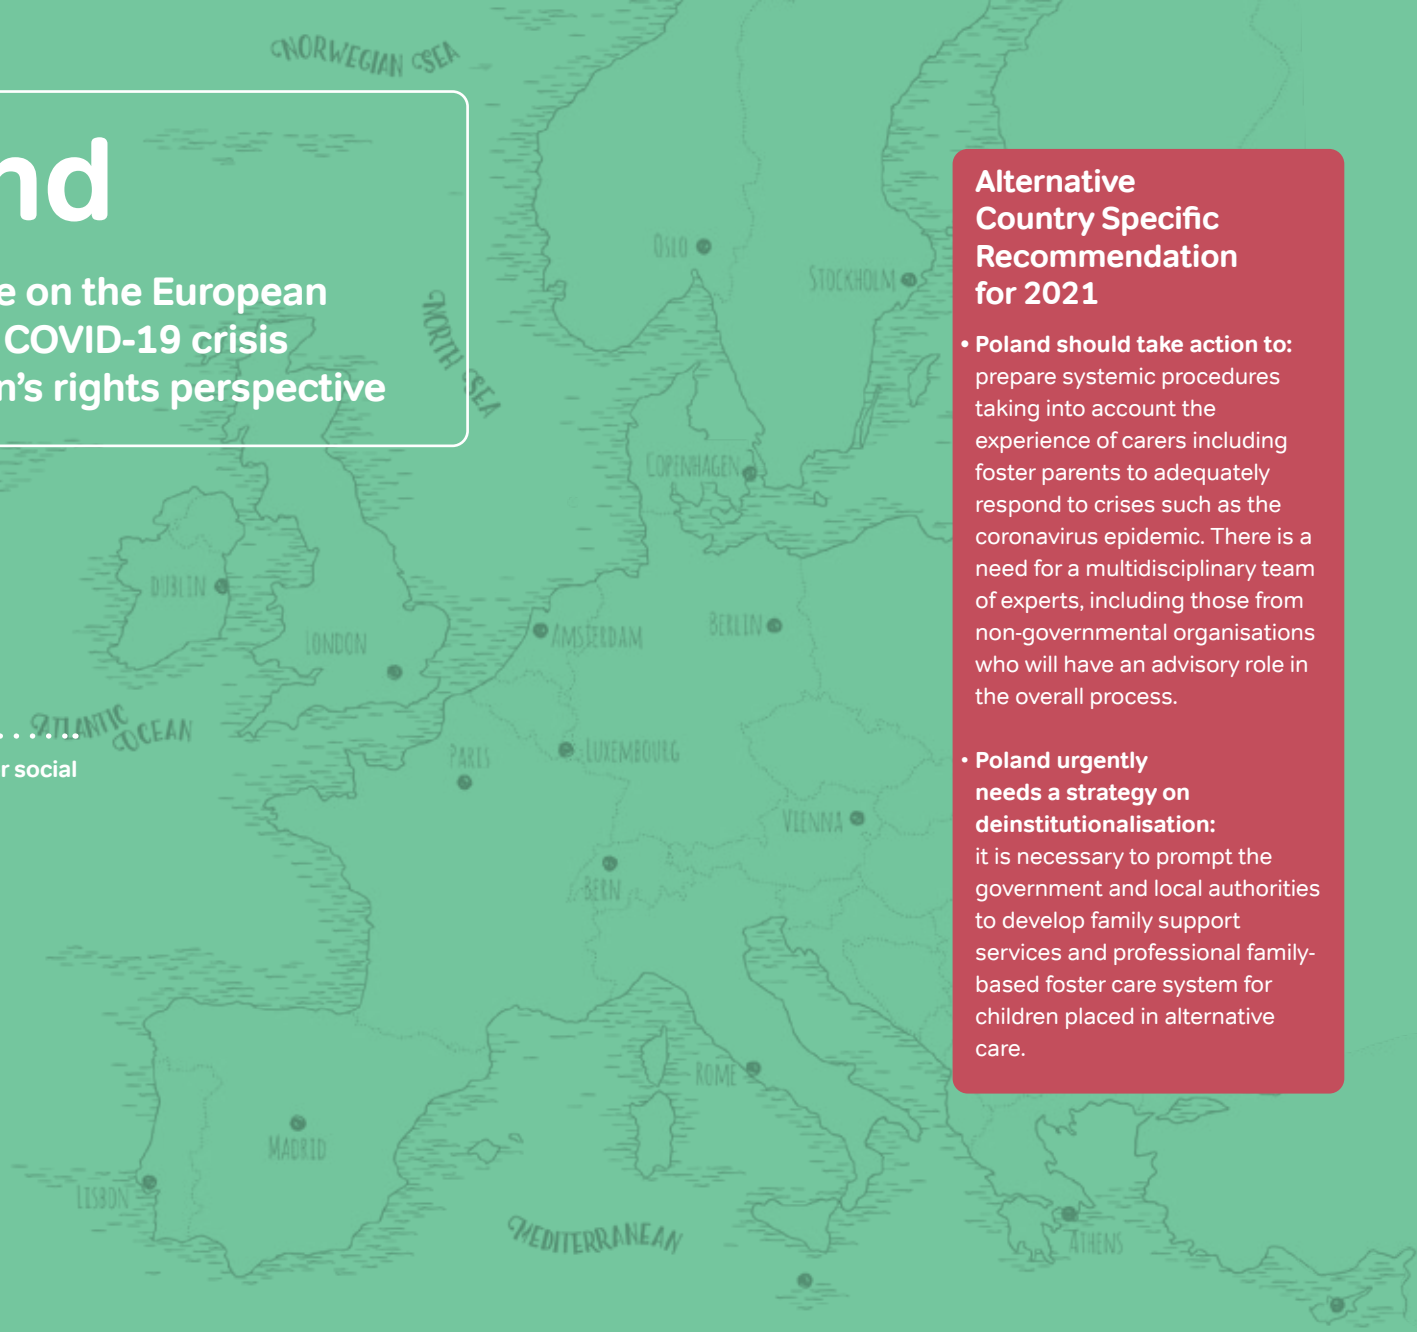 NORWEGIAN SEA
nd
e on the European
COVID-19 crisis
n’s rights perspective
NORTH SEA
OSLO
STOCKHOLM
COPENHAGEN
DUBLIN
LONDON
AMSTERDAM
BERLIN
ATLANTIC
OCEAN
r social
PARIS
LUXEMBOURG
VIENNA
BERN
ROME
MADRID
LISBON
MEDITERRANEAN
ATHENS
Alternative
Country Specific
Recommendation
for 2021
• Poland should take action to:
prepare systemic procedures
taking into account the
experience of carers including
foster parents to adequately
respond to crises such as the
coronavirus epidemic. There is a
need for a multidisciplinary team
of experts, including those from
non-governmental organisations
who will have an advisory role in
the overall process.
• Poland urgently
needs a strategy on
deinstitutionalisation:
it is necessary to prompt the
government and local authorities
to develop family support
services and professional family-
based foster care system for
children placed in alternative
care.